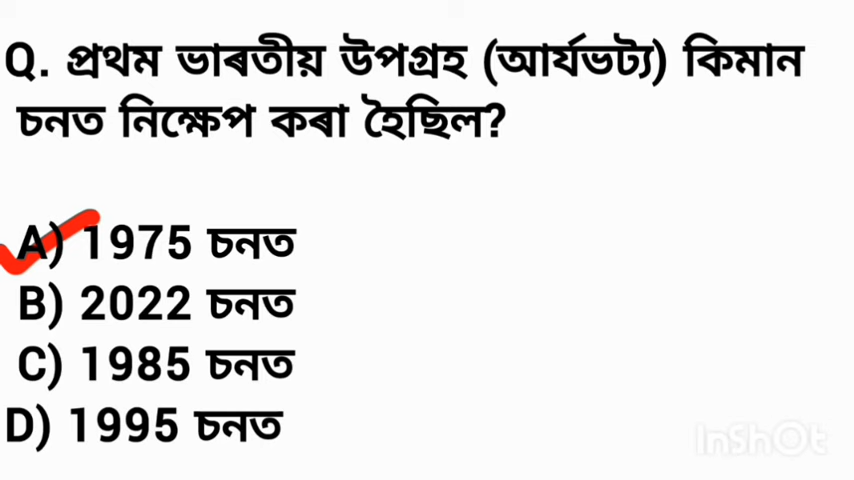 Q. প্ৰথম ভাৰতীয় উপগ্ৰহ (আৰ্যভট্য) কিমান
চনত নিক্ষেপ কৰা হৈছিল?
A) 1975 চনত
B) 2022 চনত
C) 1985 চনত
D) 1995 চনত
InShOt